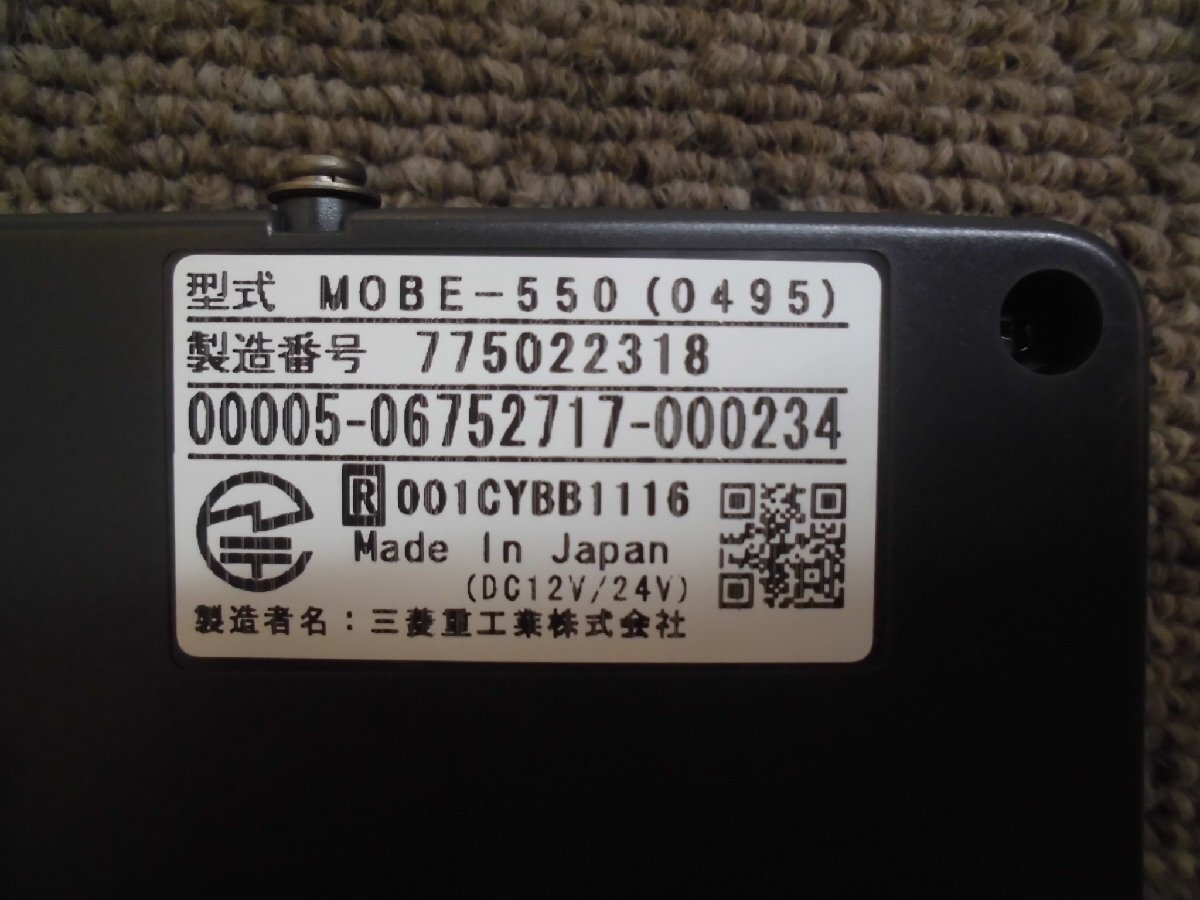 型式 MOBE-550(0495)
製造番号 775022318
00005-06752717-000234
R 001CYBB1116
Made In Japan
(DC12V/24V)
製造者名：三菱重工業株式会社